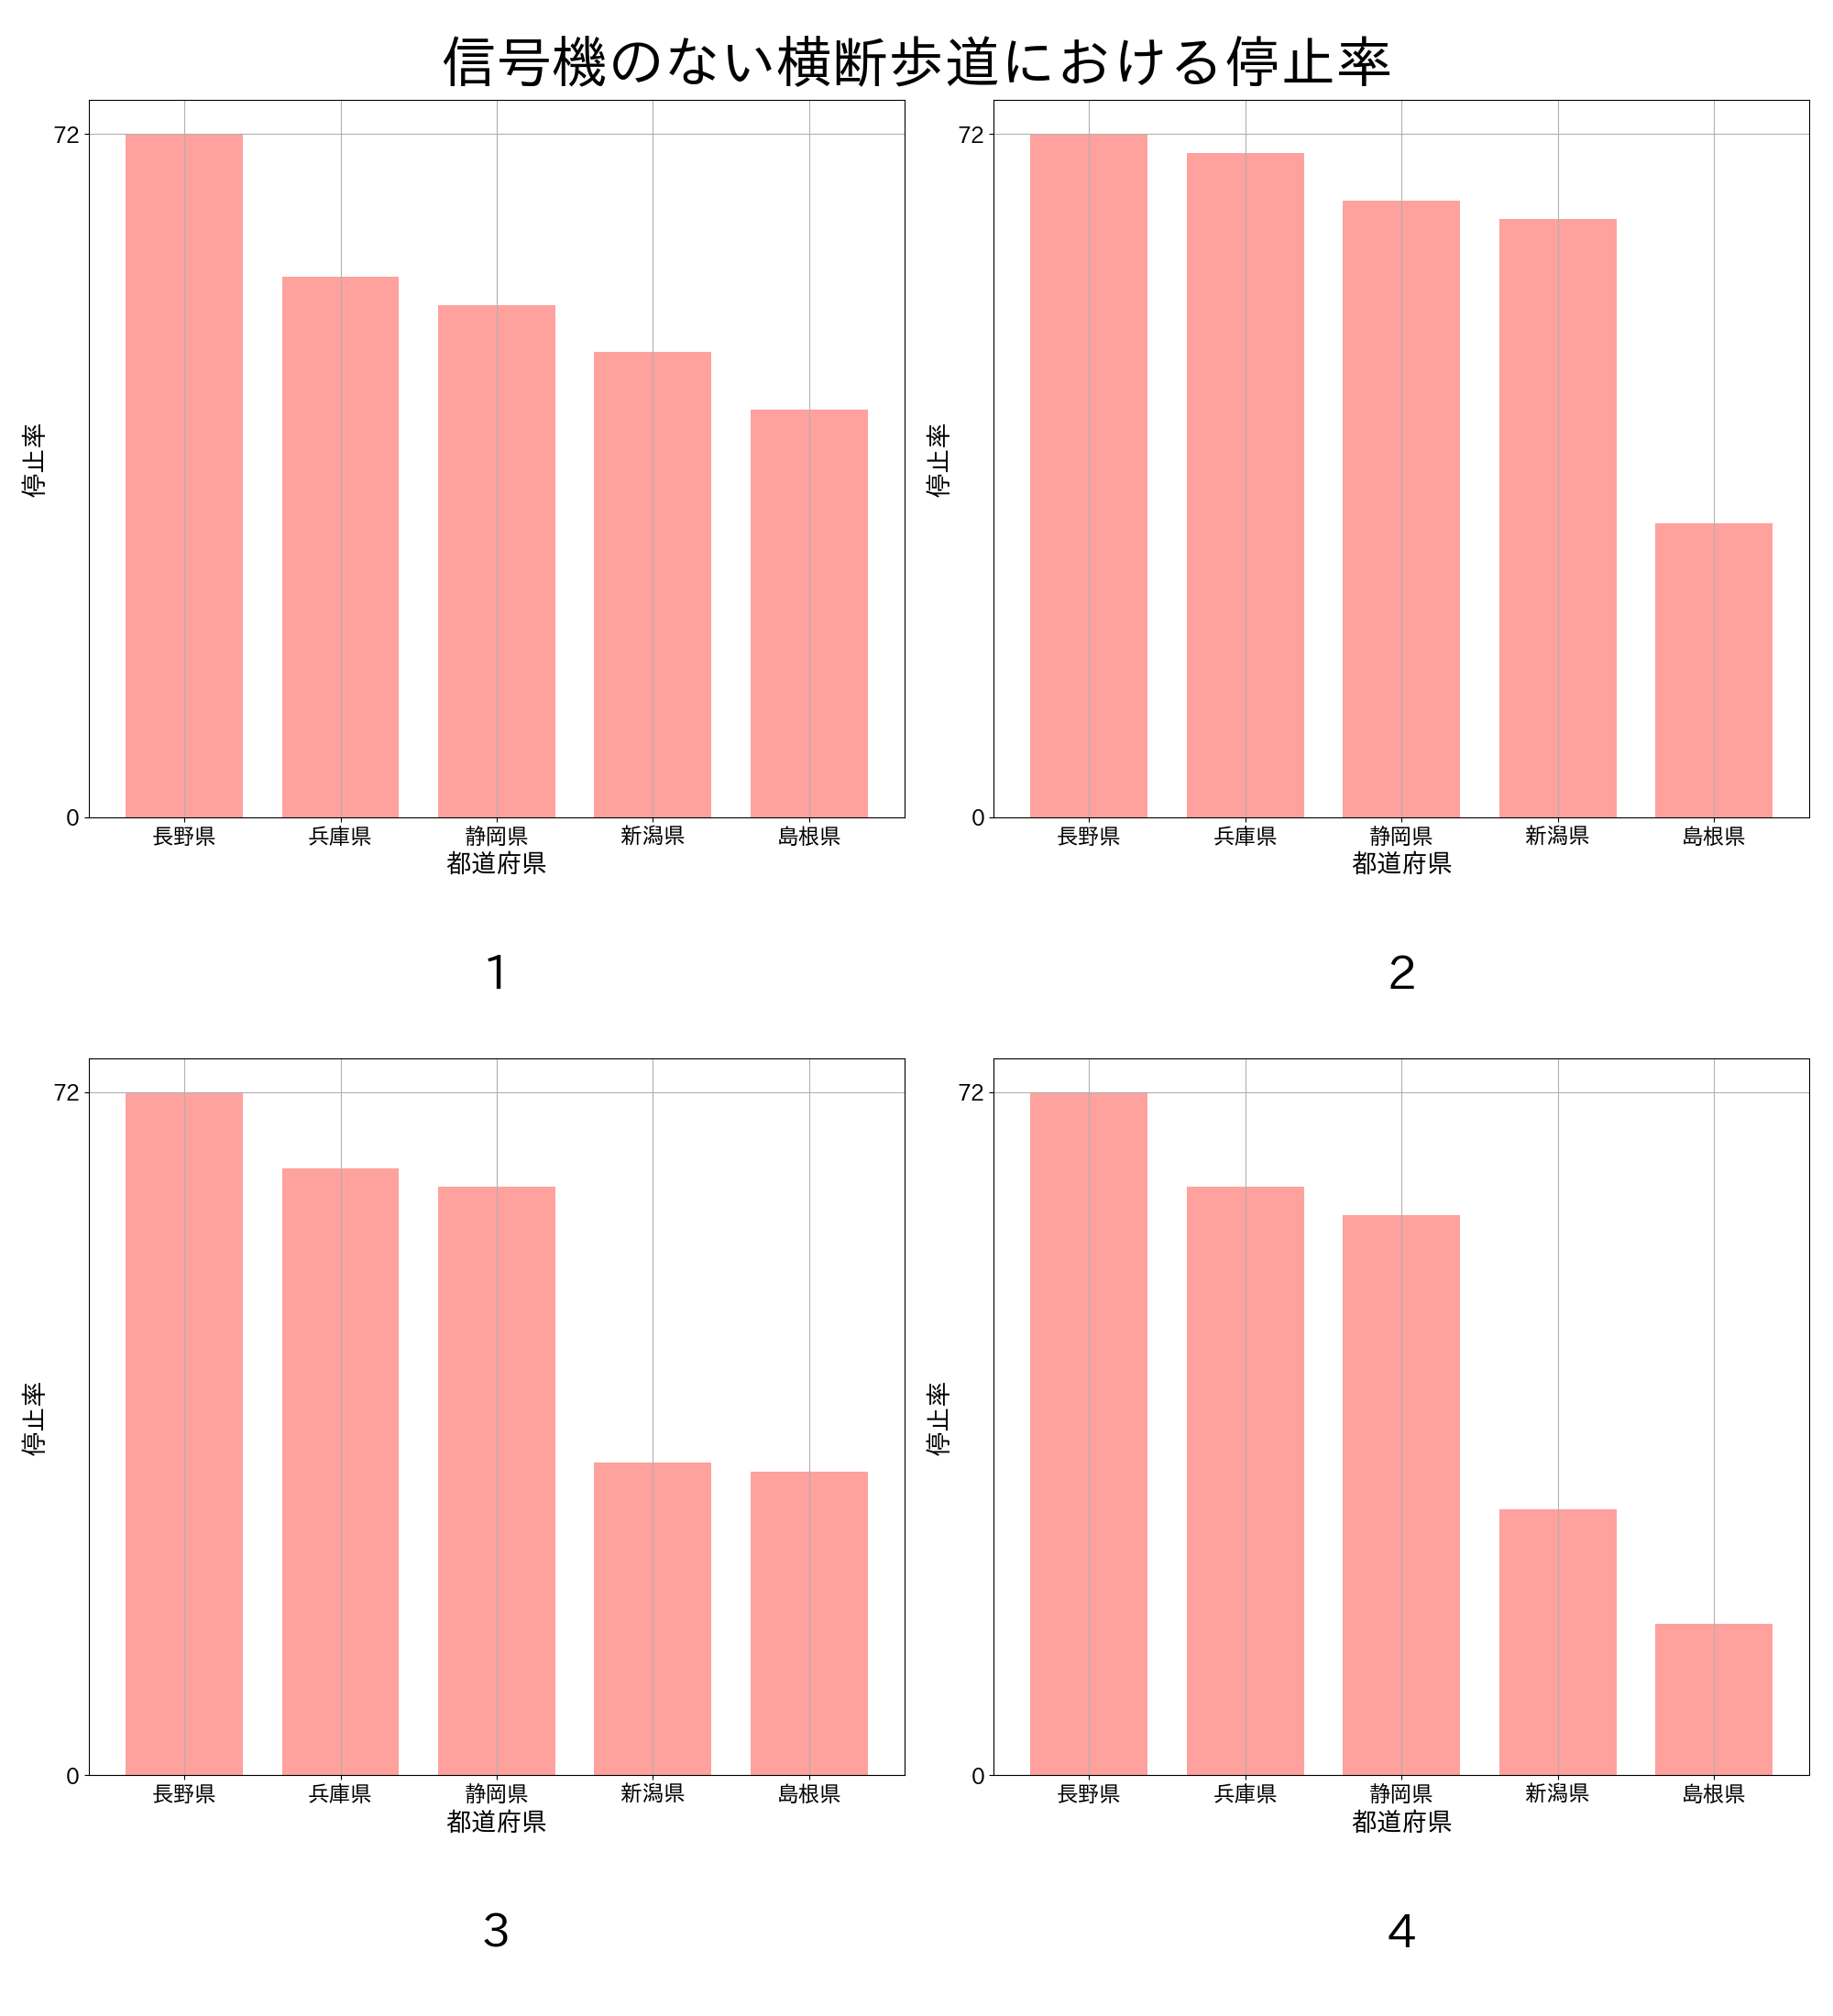 信号機のない横断歩道における停止率
72
0
停止率
長野県 兵庫県 静岡県 新潟県 島根県
都道府県
1
72
0
停止率
長野県 兵庫県 静岡県 新潟県 島根県
都道府県
2
72
0
停止率
長野県 兵庫県 静岡県 新潟県 島根県
都道府県
3
72
0
停止率
長野県 兵庫県 静岡県 新潟県 島根県
都道府県
4